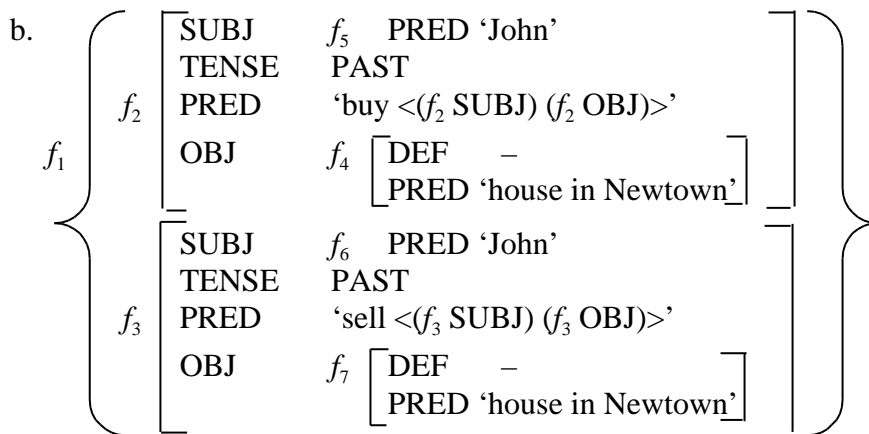 b.
SUBJ f5 PRED ‘John’
TENSE PAST
f2 PRED ‘buy <(f2 SUBJ) (f2 OBJ)>’
f1 OBJ f4 DEF –
PRED ‘house in Newtown’
SUBJ f6 PRED ‘John’
TENSE PAST
f3 PRED ‘sell <(f3 SUBJ) (f3 OBJ)>’
OBJ f7 DEF –
PRED ‘house in Newtown’